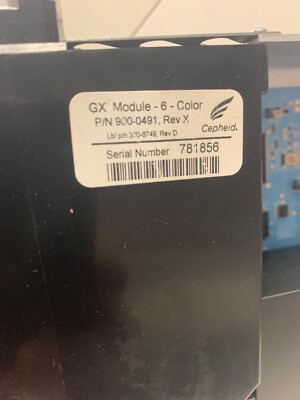 GX Module - 6 - Color
P/N 900-0491, Rev X
Lbl p/n 300-8749, Rev D
Cepheid.
Serial Number 781856